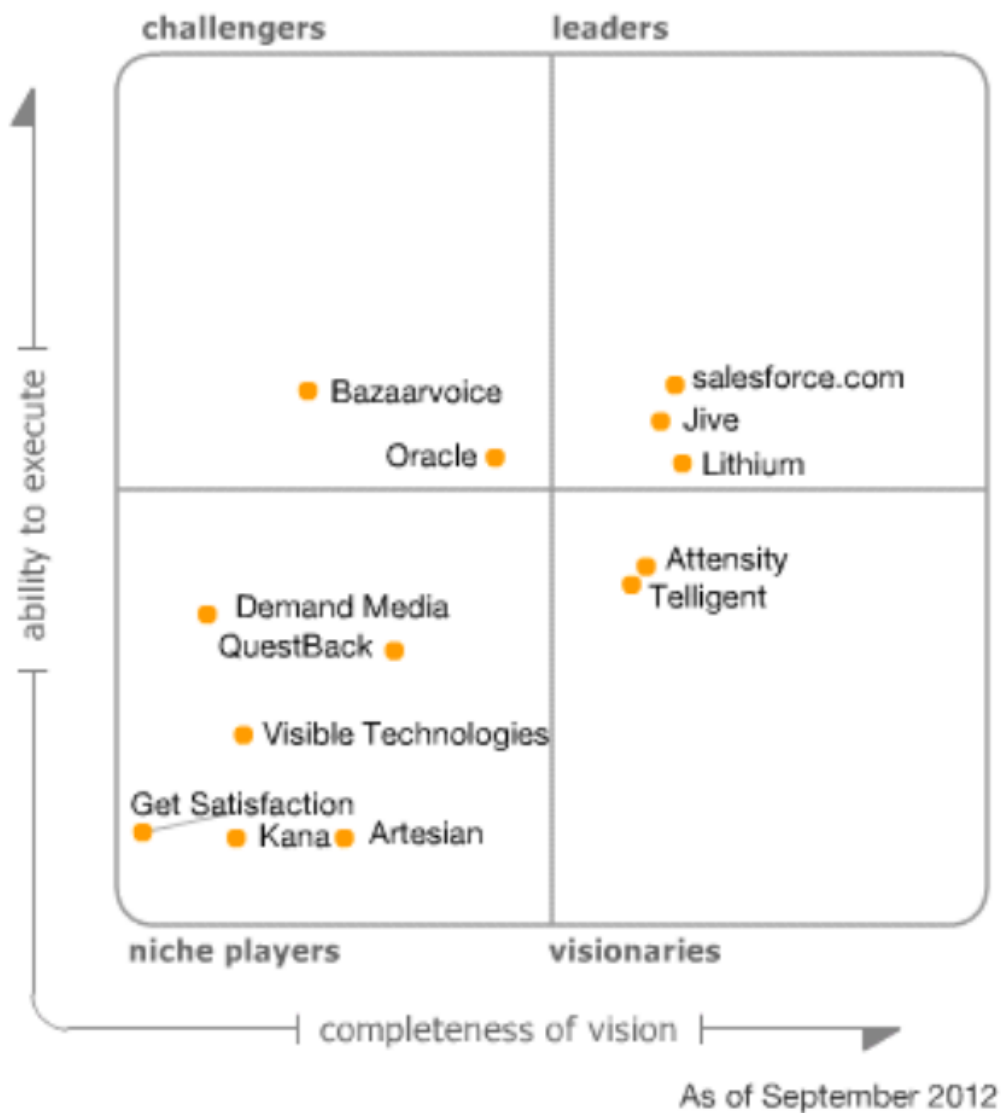 challengers
leaders
ability to execute
Bazaarvoice
salesforce.com
Jive
Oracle
Lithium
Attensity
Telligent
Demand Media
QuestBack
Visible Technologies
Get Satisfaction
Kana
Artesian
niche players
visionaries
completeness of vision
As of September 2012